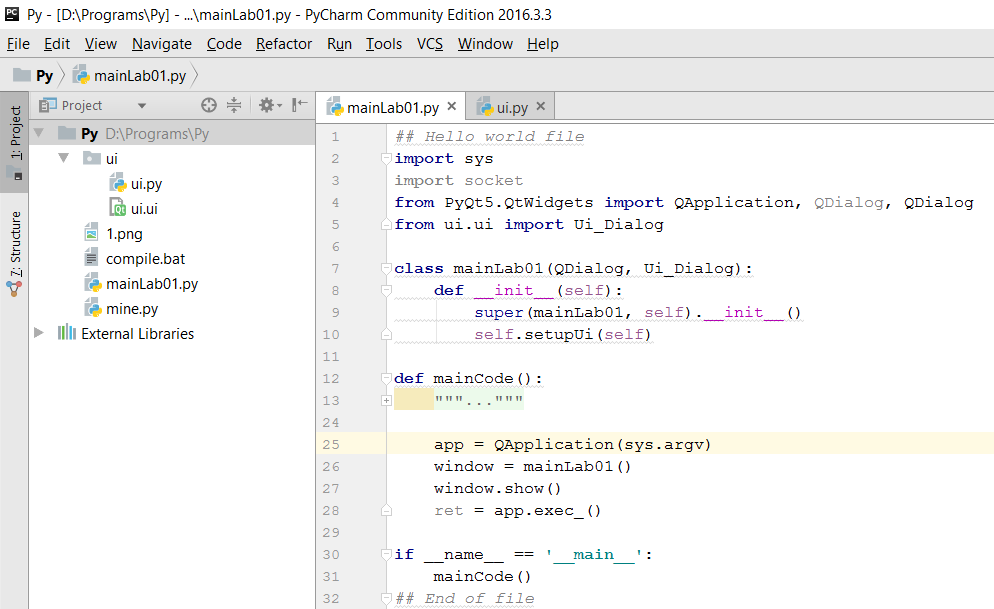 PC Py - [D:\Programs\Py] - ...\mainLab01.py - PyCharm Community Edition 2016.3.3
File Edit View Navigate Code Refactor Run Tools VCS Window Help
Py mainLab01.py
1: Project
7: Structure
Project
Py D:\Programs\Py
ui
ui.py
ui.ui
1.png
compile.bat
mainLab01.py
mine.py
External Libraries
mainLab01.py ui.py
1 ## Hello world file
2 import sys
3 import socket
4 from PyQt5.QtWidgets import QApplication, QDialog, QDialog
5 from ui.ui import Ui_Dialog
6
7 class mainLab01(QDialog, Ui_Dialog):
8 def __init__(self):
9 super(mainLab01, self).__init__()
10 self.setupUi(self)
11
12 def mainCode():
13 """..."""
24
25 app = QApplication(sys.argv)
26 window = mainLab01()
27 window.show()
28 ret = app.exec_()
29
30 if __name__ == '__main__':
31 mainCode()
32 ## End of file